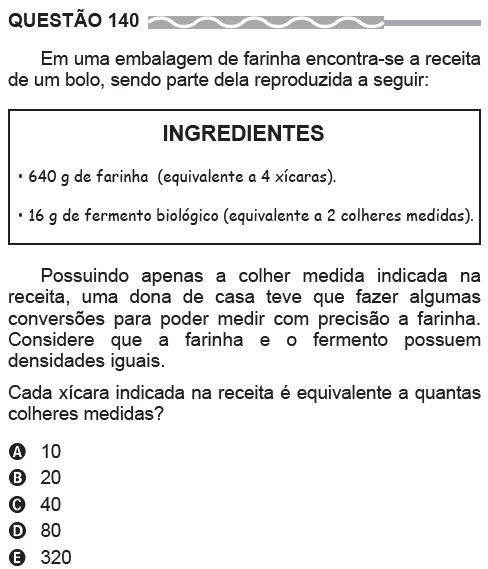 QUESTÃO 140
Em uma embalagem de farinha encontra-se a receita
de um bolo, sendo parte dela reproduzida a seguir:
INGREDIENTES
• 640 g de farinha (equivalente a 4 xícaras).
• 16 g de fermento biológico (equivalente a 2 colheres medidas).
Possuindo apenas a colher medida indicada na
receita, uma dona de casa teve que fazer algumas
conversões para poder medir com precisão a farinha.
Considere que a farinha e o fermento possuem
densidades iguais.
Cada xícara indicada na receita é equivalente a quantas
colheres medidas?
A 10
B 20
C 40
D 80
E 320